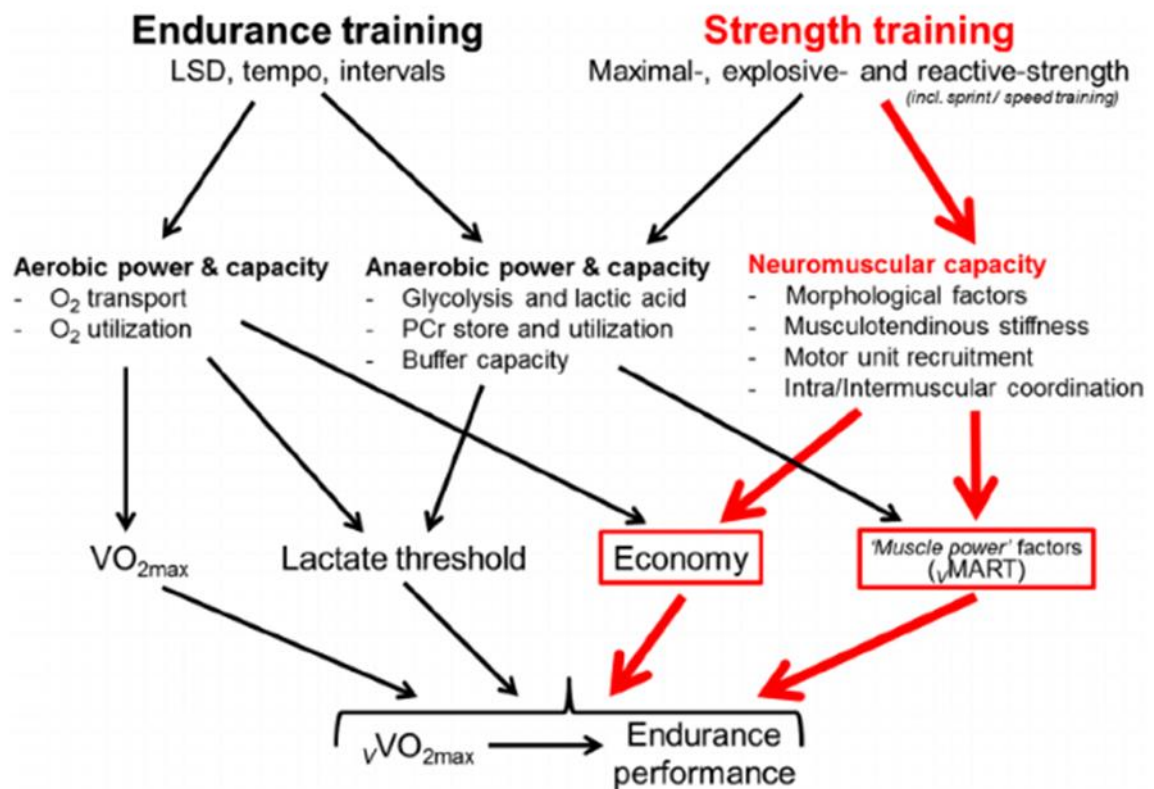 Endurance training
LSD, tempo, intervals
Strength training
Maximal-, explosive- and reactive-strength
(incl. sprint / speed training)
Aerobic power & capacity
- O₂ transport
- O₂ utilization
Anaerobic power & capacity
- Glycolysis and lactic acid
- PCr store and utilization
- Buffer capacity
Neuromuscular capacity
- Morphological factors
- Musculotendinous stiffness
- Motor unit recruitment
- Intra/Intermuscular coordination
VO₂max
Lactate threshold
Economy
'Muscle power' factors
(vMART)
vVO₂max
Endurance
performance